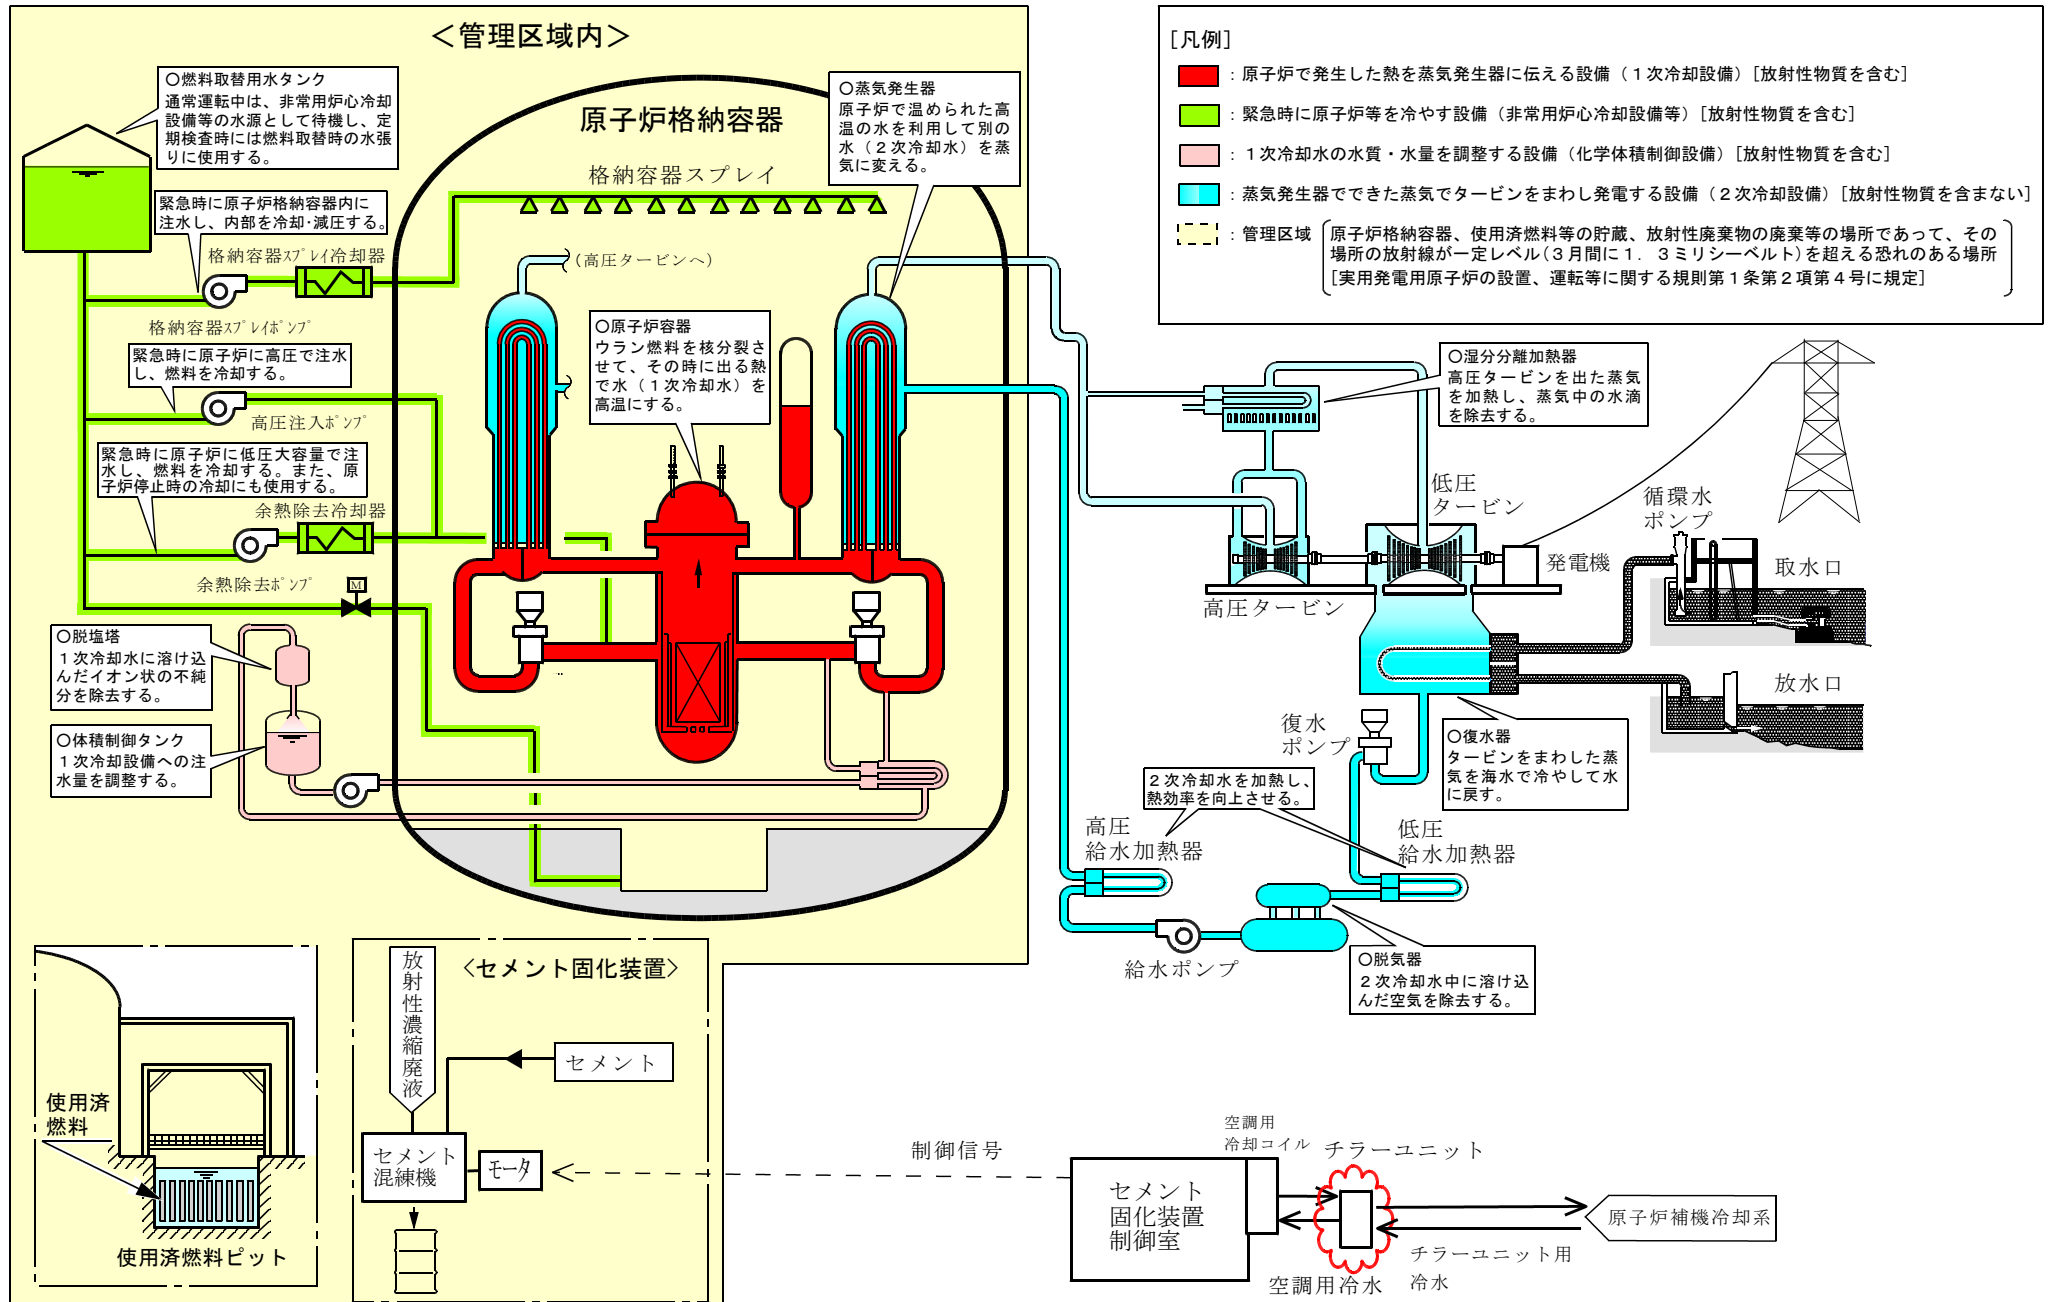 ＜管理区域内＞
○燃料取替用水タンク
通常運転中は、非常用炉心冷却
設備等の水源として待機し、定
期検査時には燃料取替時の水張
りに使用する。
緊急時に原子炉格納容器内に
注水し、内部を冷却･減圧する。
格納容器ｽﾌﾟﾚｲ冷却器
格納容器ｽﾌﾟﾚｲﾎﾟﾝﾌﾟ
緊急時に原子炉に高圧で注水
し、燃料を冷却する。
高圧注入ﾎﾟﾝﾌﾟ
緊急時に原子炉に低圧大容量で注
水し、燃料を冷却する。また、原
子炉停止時の冷却にも使用する。
余熱除去冷却器
余熱除去ﾎﾟﾝﾌﾟ
M
○脱塩塔
１次冷却水に溶け込
んだイオン状の不純
分を除去する。
○体積制御タンク
１次冷却設備への注
水量を調整する。
原子炉格納容器
格納容器スプレイ
（高圧タービンへ）
○蒸気発生器
原子炉で温められた高
温の水を利用して別の
水（２次冷却水）を蒸
気に変える。
○原子炉容器
ウラン燃料を核分裂さ
せて、その時に出る熱
で水（１次冷却水）を
高温にする。
［凡例］
：原子炉で発生した熱を蒸気発生器に伝える設備（１次冷却設備）［放射性物質を含む］
：緊急時に原子炉等を冷やす設備（非常用炉心冷却設備等）［放射性物質を含む］
：１次冷却水の水質・水量を調整する設備（化学体積制御設備）［放射性物質を含む］
：蒸気発生器でできた蒸気でタービンをまわし発電する設備（２次冷却設備）［放射性物質を含まない］
：管理区域
原子炉格納容器、使用済燃料等の貯蔵、放射性廃棄物の廃棄等の場所であって、その
場所の放射線が一定レベル（３月間に１．３ミリシーベルト）を超える恐れのある場所
［実用発電用原子炉の設置、運転等に関する規則第１条第２項第４号に規定］
○湿分分離加熱器
高圧タービンを出た蒸気
を加熱し、蒸気中の水滴
を除去する。
低圧
タービン
高圧タービン
発電機
循環水
ポンプ
取水口
放水口
復水
ポンプ
○復水器
タービンをまわした蒸
気を海水で冷やして水
に戻す。
２次冷却水を加熱し、
熱効率を向上させる。
高圧
給水加熱器
低圧
給水加熱器
給水ポンプ
○脱気器
２次冷却水中に溶け込
んだ空気を除去する。
使用済
燃料
使用済燃料ピット
＜セメント固化装置＞
放射性濃縮廃液
セメント
セメント
混練機
モータ
制御信号
セメント
固化装置
制御室
空調用
冷却コイル
チラーユニット
空調用冷水
チラーユニット用
冷水
原子炉補機冷却系